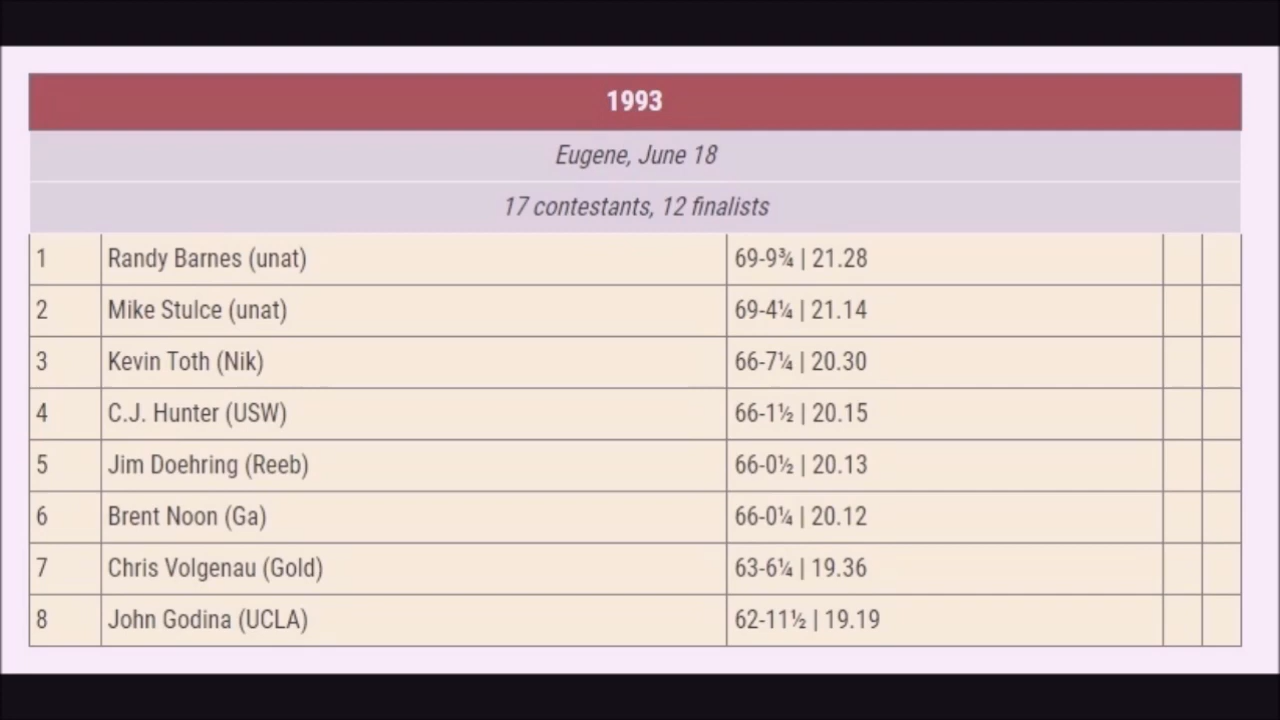 1993
Eugene, June 18
17 contestants, 12 finalists
1 Randy Barnes (unat) 69-9¾ | 21.28
2 Mike Stulce (unat) 69-4¼ | 21.14
3 Kevin Toth (Nik) 66-7¼ | 20.30
4 C.J. Hunter (USW) 66-1½ | 20.15
5 Jim Doehring (Reeb) 66-0½ | 20.13
6 Brent Noon (Ga) 66-0¼ | 20.12
7 Chris Volgenau (Gold) 63-6¼ | 19.36
8 John Godina (UCLA) 62-11½ | 19.19